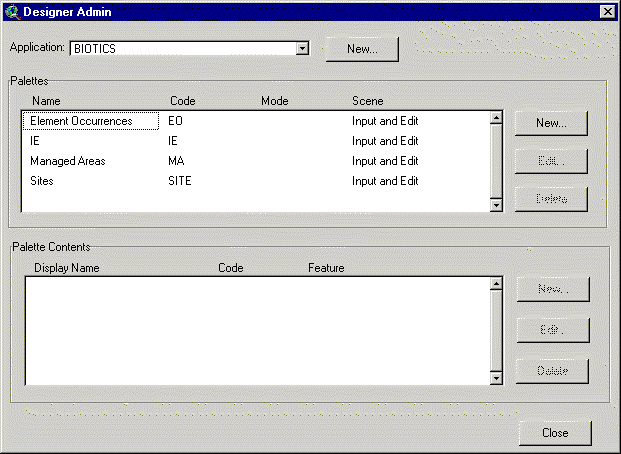 Designer Admin
Application: BIOTICS New...
Palettes
Name Code Mode Scene
Element Occurrences EO Input and Edit
IE IE Input and Edit
Managed Areas MA Input and Edit
Sites SITE Input and Edit
New...
Edit...
Delete
Palette Contents
Display Name Code Feature
New...
Edit...
Delete
Close